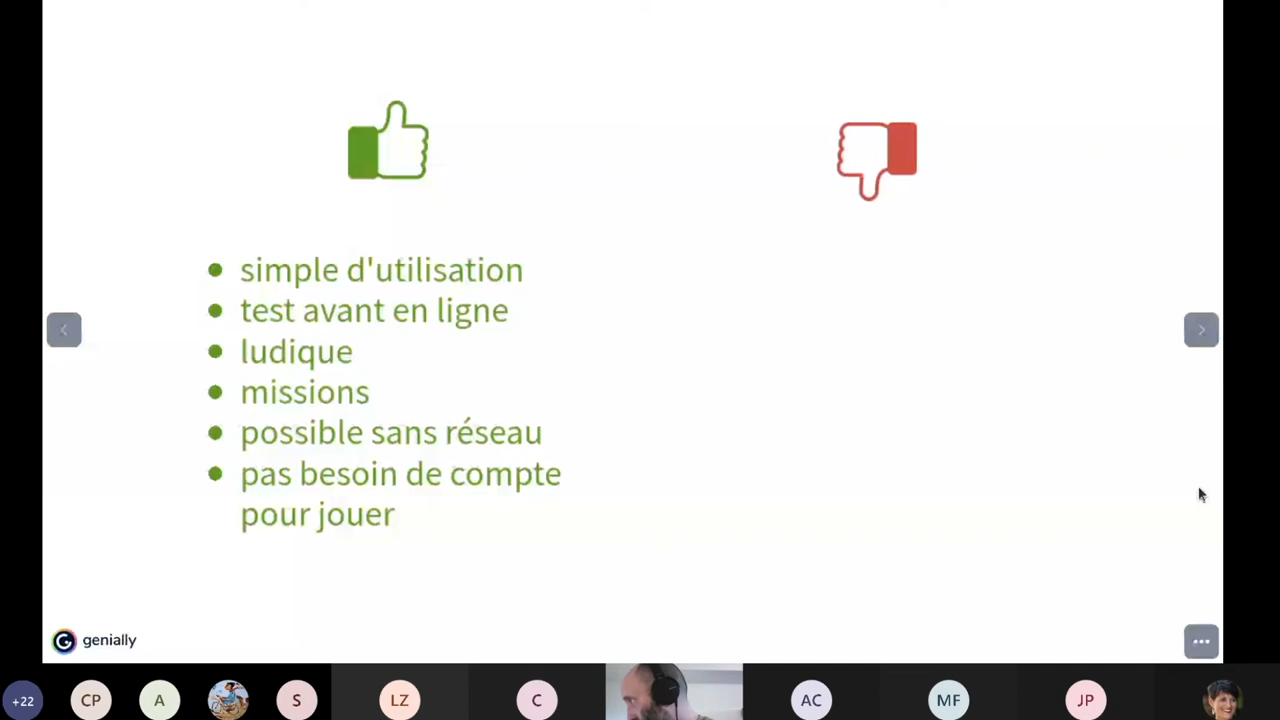 simple d'utilisation
test avant en ligne
ludique
missions
possible sans réseau
pas besoin de compte
pour jouer
genially
+22
CP
A
S
LZ
C
AC
MF
JP